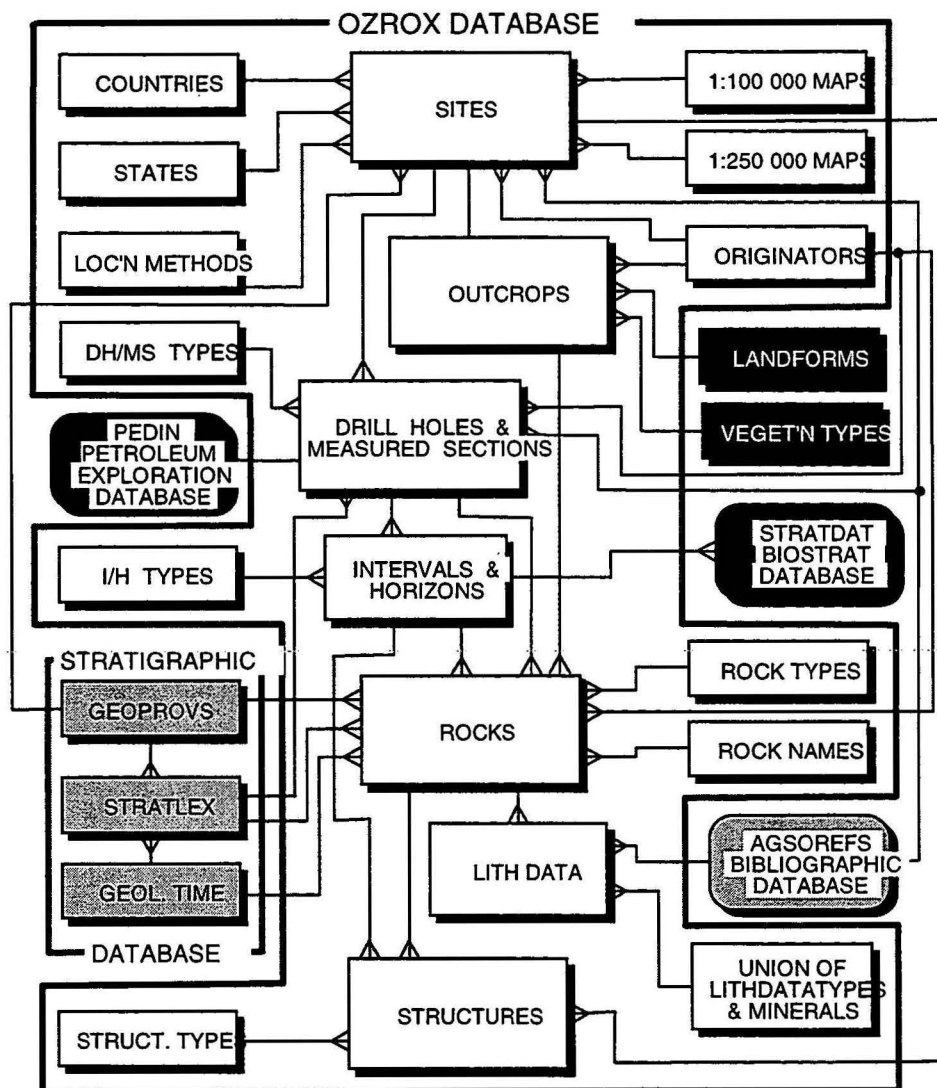 OZROX DATABASE
COUNTRIES
SITES
1:100 000 MAPS
STATES
1:250 000 MAPS
LOC'N METHODS
ORIGINATORS
OUTCROPS
DH/MS TYPES
LANDFORMS
DRILL HOLES &
MEASURED SECTIONS
VEGET'N TYPES
PEDIN
PETROLEUM
EXPLORATION
DATABASE
I/H TYPES
INTERVALS &
HORIZONS
STRATDAT
BIOSTRAT
DATABASE
STRATIGRAPHIC
GEOPROVS
ROCKS
ROCK TYPES
ROCK NAMES
STRATLEX
GEOL. TIME
DATABASE
LITH DATA
AGSOREFS
BIBLIOGRAPHIC
DATABASE
UNION OF
LITHDATATYPES
& MINERALS
STRUCTURES
STRUCT. TYPE